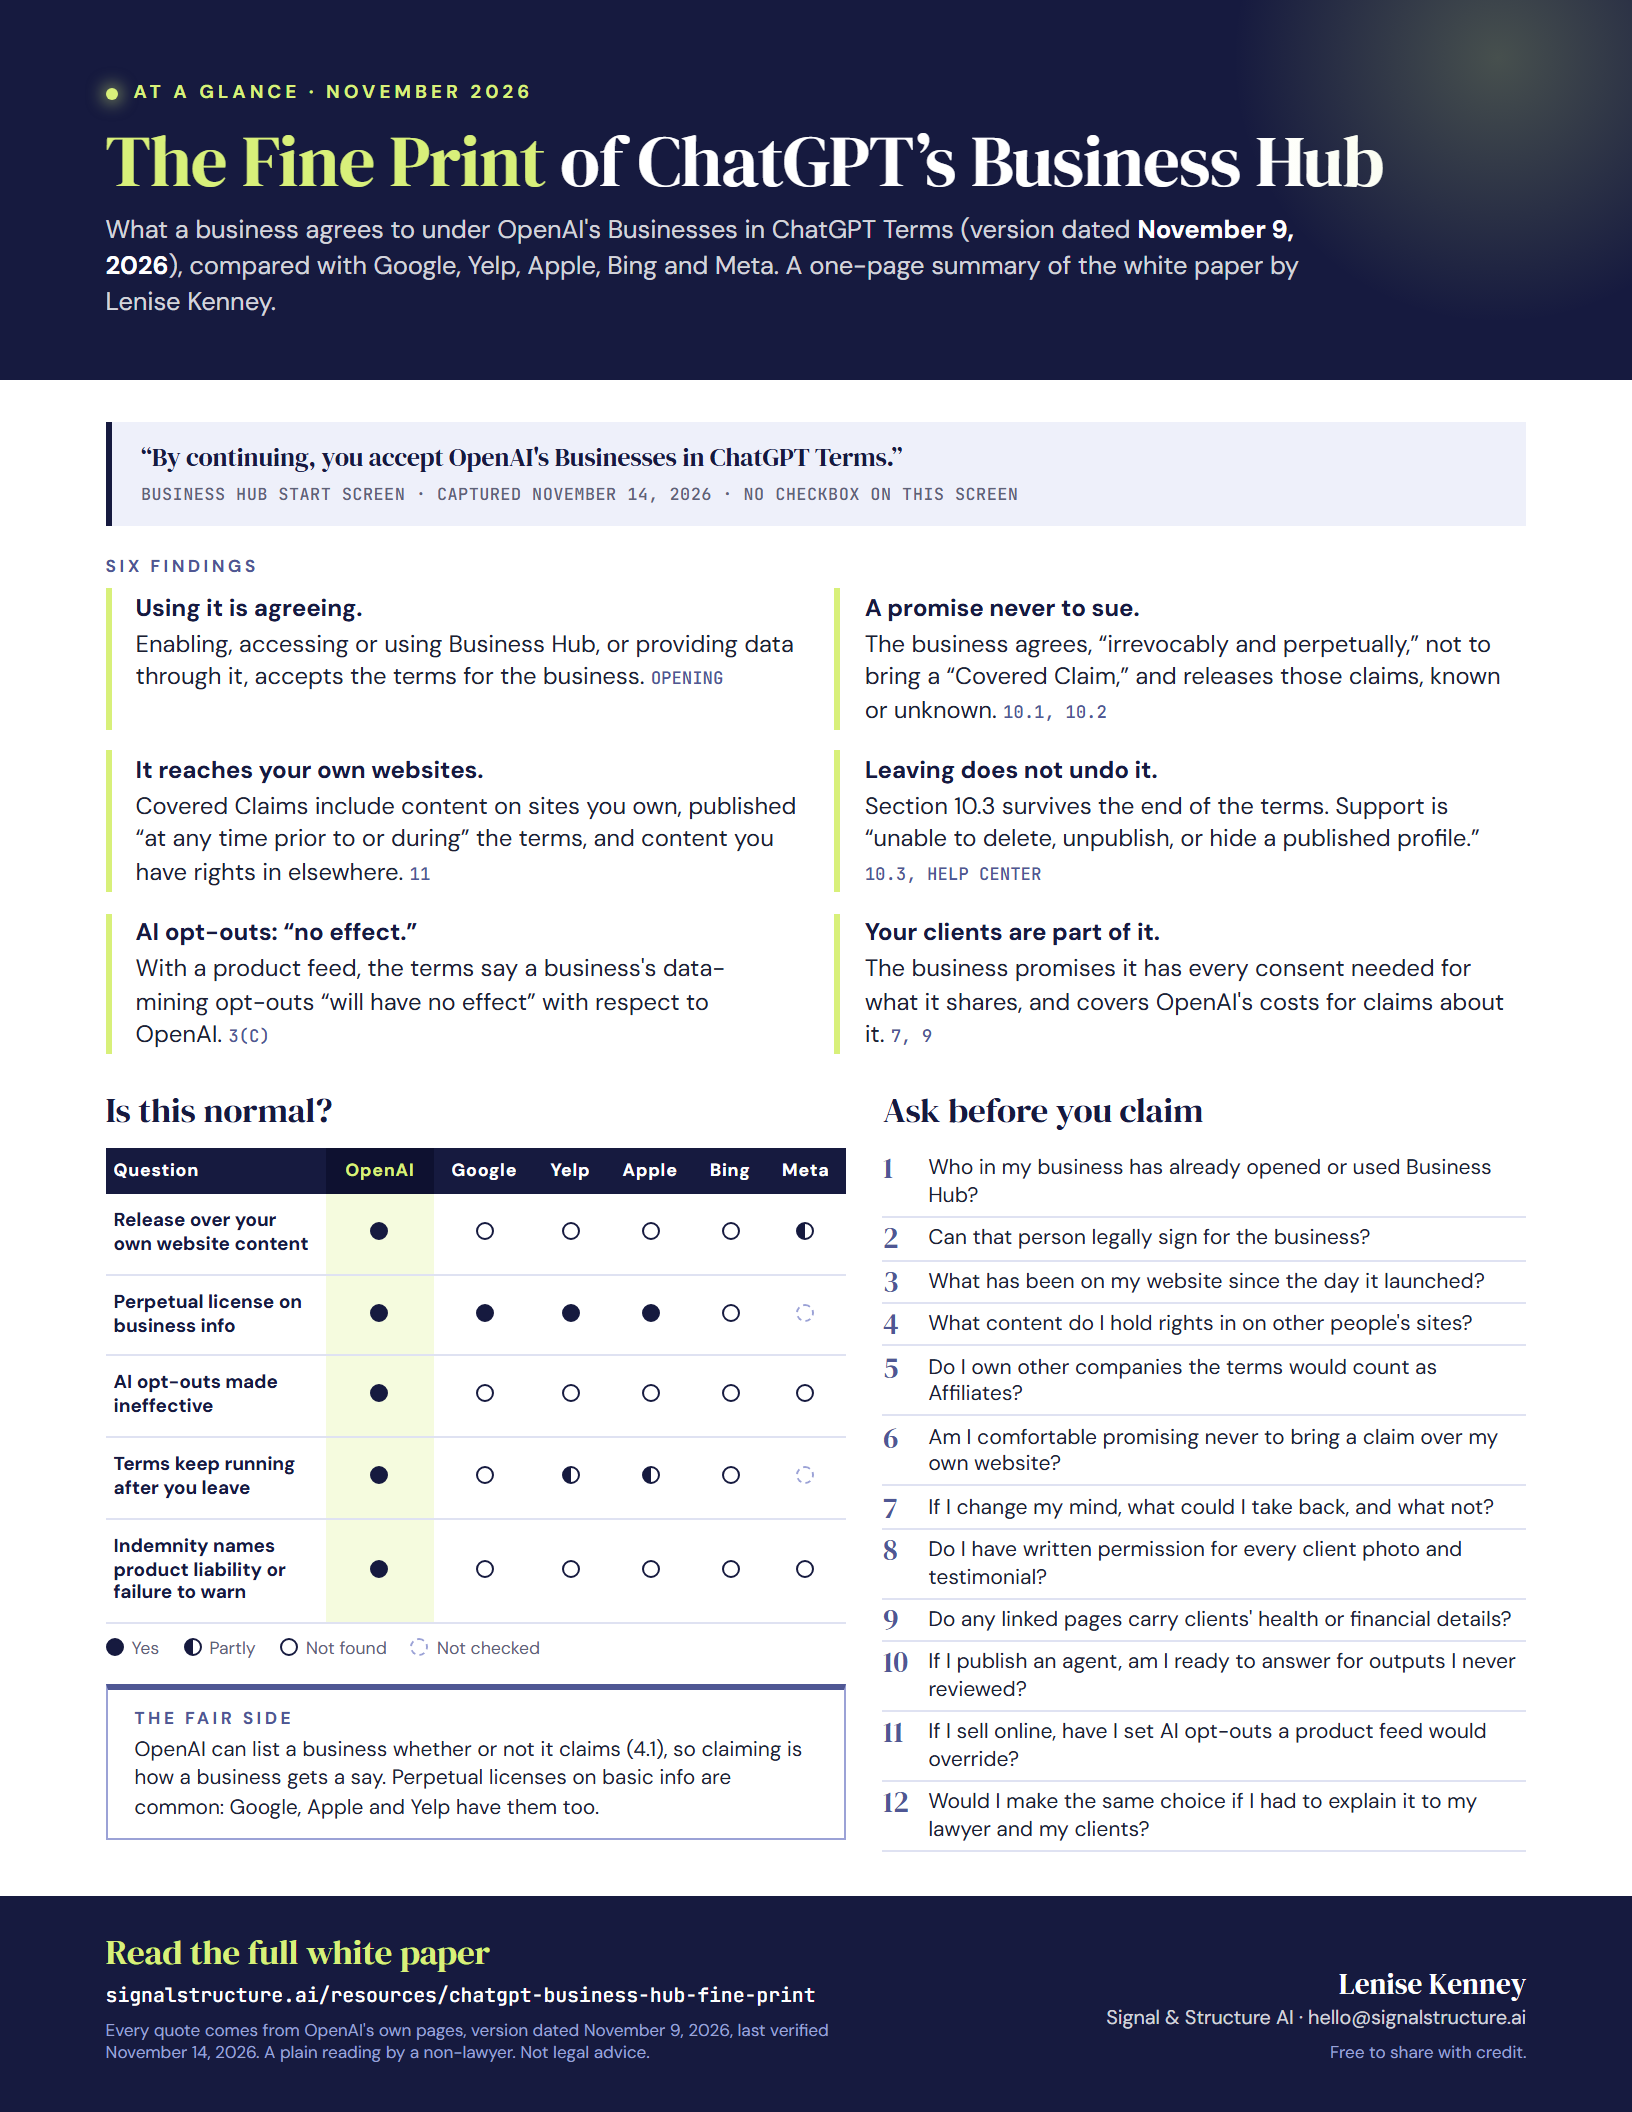 AT A GLANCE · NOVEMBER 2026
The Fine Print of ChatGPT’s Business Hub
What a business agrees to under OpenAI's Businesses in ChatGPT Terms (version dated November 9,
2026), compared with Google, Yelp, Apple, Bing and Meta. A one-page summary of the white paper by
Lenise Kenney.
“By continuing, you accept OpenAI's Businesses in ChatGPT Terms.”
BUSINESS HUB START SCREEN · CAPTURED NOVEMBER 14, 2026 · NO CHECKBOX ON THIS SCREEN
SIX FINDINGS
Using it is agreeing.
Enabling, accessing or using Business Hub, or providing data
through it, accepts the terms for the business. OPENING
A promise never to sue.
The business agrees, “irrevocably and perpetually,” not to
bring a “Covered Claim,” and releases those claims, known
or unknown. 10.1, 10.2
It reaches your own websites.
Covered Claims include content on sites you own, published
“at any time prior to or during” the terms, and content you
have rights in elsewhere. 11
Leaving does not undo it.
Section 10.3 survives the end of the terms. Support is
“unable to delete, unpublish, or hide a published profile.”
10.3, HELP CENTER
AI opt-outs: “no effect.”
With a product feed, the terms say a business's data-
mining opt-outs “will have no effect” with respect to
OpenAI. 3(C)
Your clients are part of it.
The business promises it has every consent needed for
what it shares, and covers OpenAI's costs for claims about
it. 7, 9
Is this normal?
Question OpenAI Google Yelp Apple Bing Meta
Release over your
own website content
Perpetual license on
business info
AI opt-outs made
ineffective
Terms keep running
after you leave
Indemnity names
product liability or
failure to warn
Yes Partly Not found Not checked
THE FAIR SIDE
OpenAI can list a business whether or not it claims (4.1), so claiming is
how a business gets a say. Perpetual licenses on basic info are
common: Google, Apple and Yelp have them too.
Ask before you claim
1 Who in my business has already opened or used Business
Hub?
2 Can that person legally sign for the business?
3 What has been on my website since the day it launched?
4 What content do I hold rights in on other people's sites?
5 Do I own other companies the terms would count as
Affiliates?
6 Am I comfortable promising never to bring a claim over my
own website?
7 If I change my mind, what could I take back, and what not?
8 Do I have written permission for every client photo and
testimonial?
9 Do any linked pages carry clients' health or financial details?
10 If I publish an agent, am I ready to answer for outputs I never
reviewed?
11 If I sell online, have I set AI opt-outs a product feed would
override?
12 Would I make the same choice if I had to explain it to my
lawyer and my clients?
Read the full white paper
signalstructure.ai/resources/chatgpt-business-hub-fine-print
Every quote comes from OpenAI's own pages, version dated November 9, 2026, last verified
November 14, 2026. A plain reading by a non-lawyer. Not legal advice.
Lenise Kenney
Signal & Structure AI · hello@signalstructure.ai
Free to share with credit.